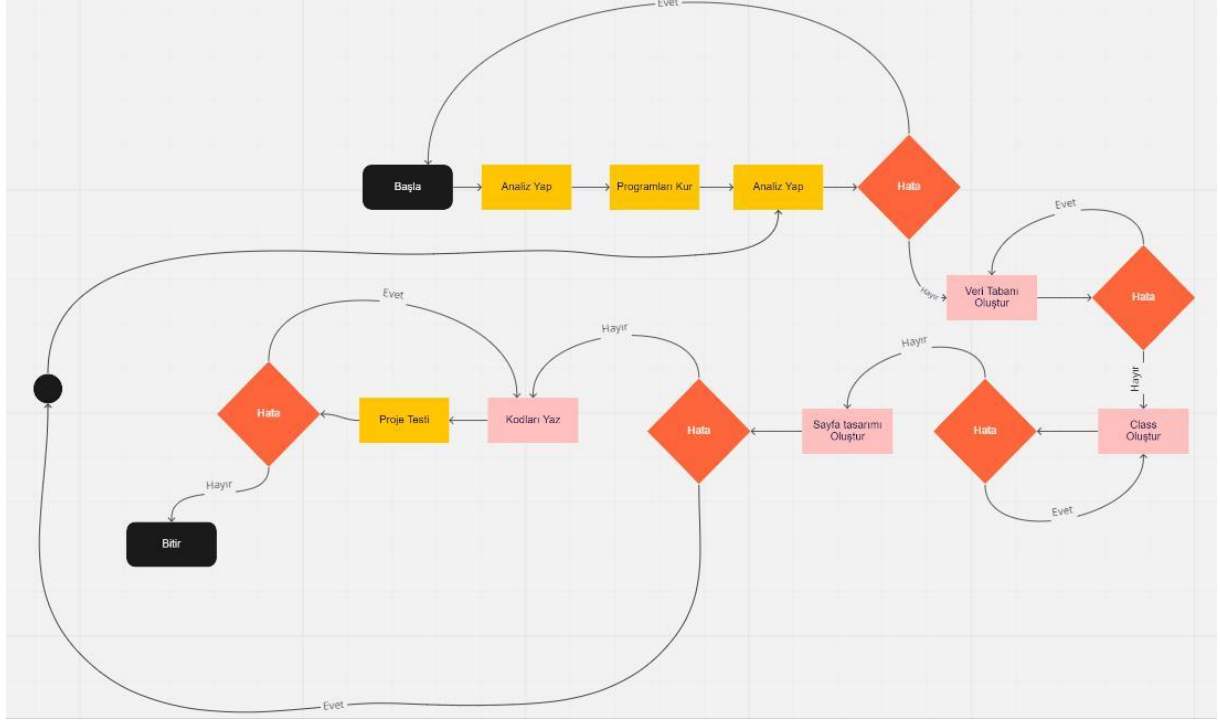 Evet
Başla
Analiz Yap
Programları Kur
Analiz Yap
Hata
Evet
Hayır
Veri Tabanı
Oluştur
Hata
Hayır
Class
Oluştur
Hata
Evet
Hayır
Sayfa tasarımı
Oluştur
Hata
Hayır
Evet
Kodları Yaz
Proje Testi
Hata
Evet
Hayır
Bitir